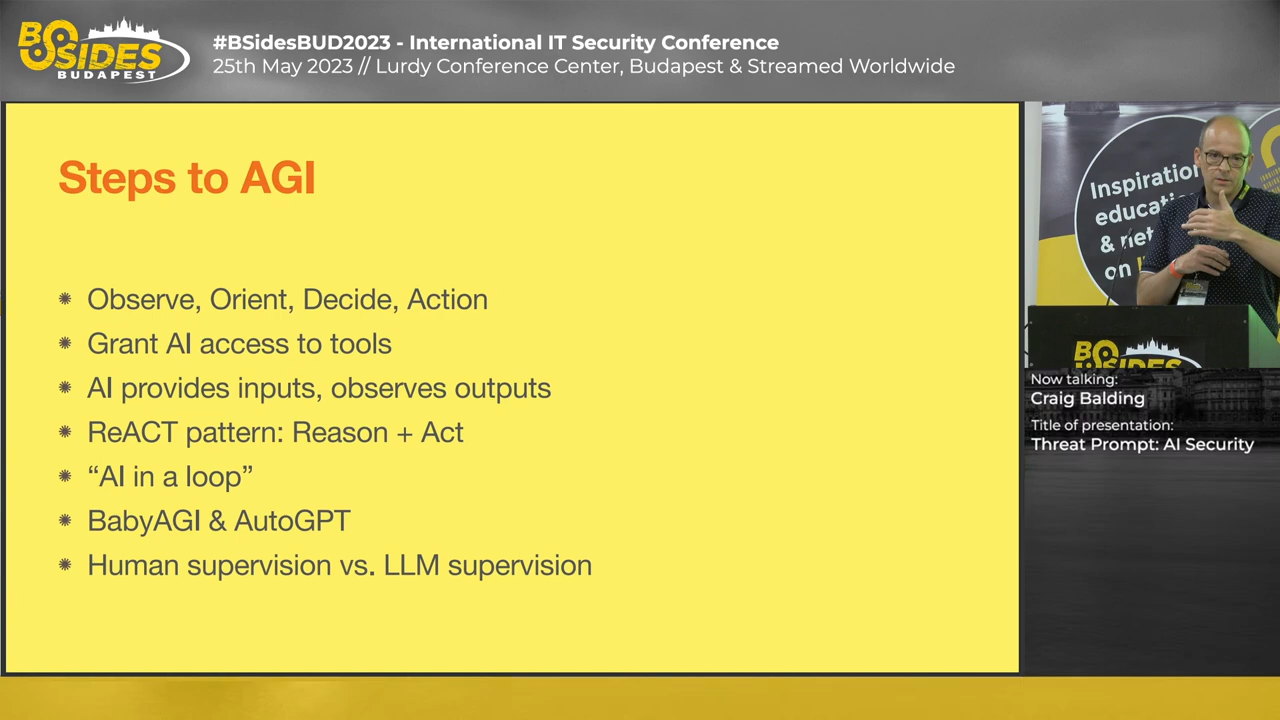 BSIDES
BUDAPEST
#BSidesBUD2023 - International IT Security Conference
25th May 2023 // Lurdy Conference Center, Budapest & Streamed Worldwide
Steps to AGI
Observe, Orient, Decide, Action
Grant AI access to tools
AI provides inputs, observes outputs
ReACT pattern: Reason + Act
“AI in a loop”
BabyAGI & AutoGPT
Human supervision vs. LLM supervision
& net
on
BSIDES
Now talking:
Craig Balding
Title of presentation:
Threat Prompt: AI Security